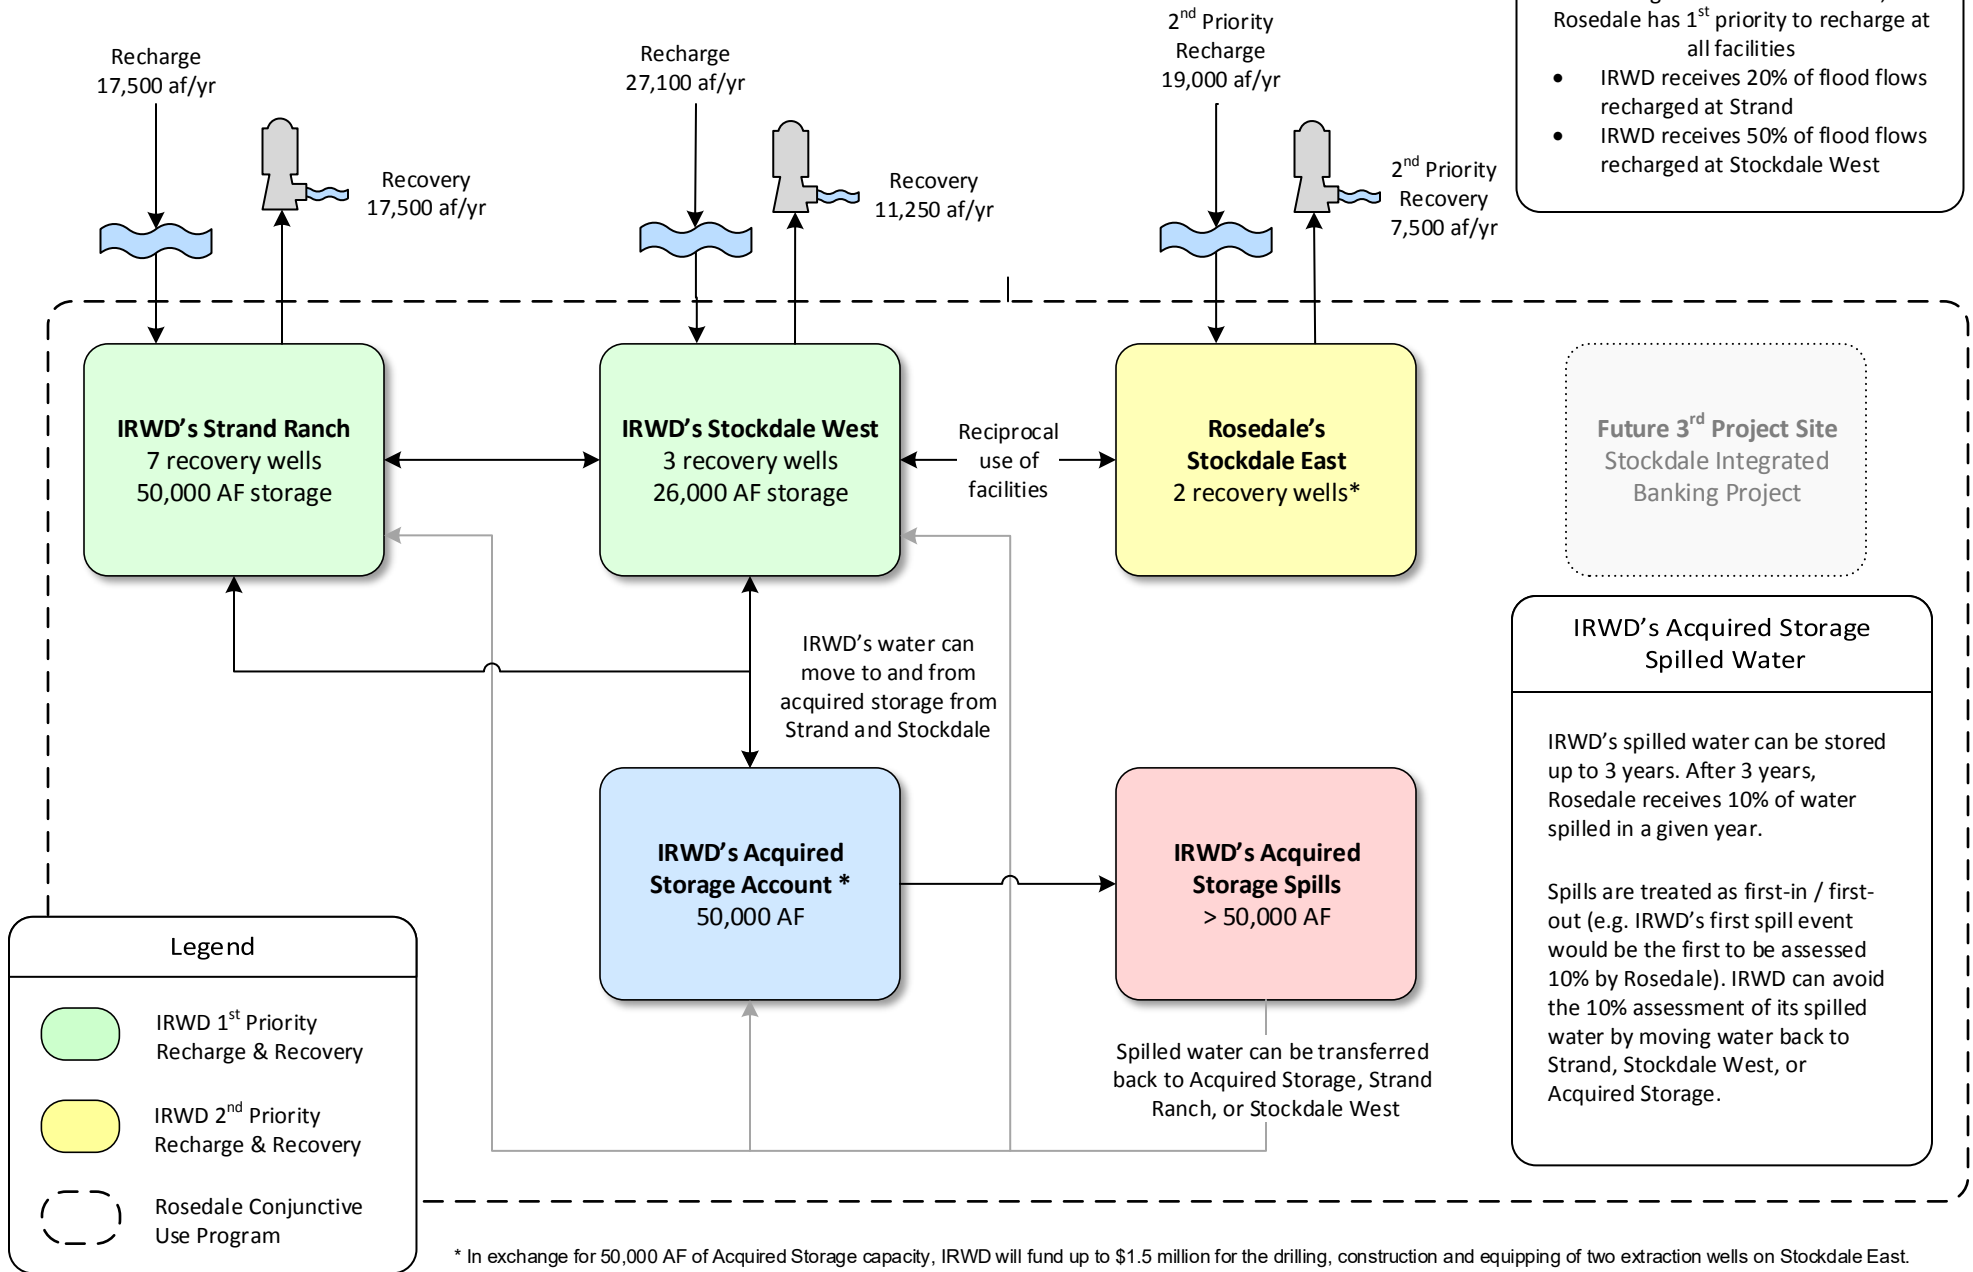 Rosedale has 1st priority to recharge at
all facilities
• IRWD receives 20% of flood flows
recharged at Strand
• IRWD receives 50% of flood flows
recharged at Stockdale West
Recharge
17,500 af/yr
Recovery
17,500 af/yr
Recharge
27,100 af/yr
Recovery
11,250 af/yr
2nd Priority
Recharge
19,000 af/yr
2nd Priority
Recovery
7,500 af/yr
IRWD's Strand Ranch
7 recovery wells
50,000 AF storage
IRWD's Stockdale West
3 recovery wells
26,000 AF storage
Reciprocal
use of
facilities
Rosedale's
Stockdale East
2 recovery wells*
Future 3rd Project Site
Stockdale Integrated
Banking Project
IRWD's water can
move to and from
acquired storage from
Strand and Stockdale
IRWD's Acquired
Storage Account *
50,000 AF
IRWD's Acquired
Storage Spills
> 50,000 AF
Spilled water can be transferred
back to Acquired Storage, Strand
Ranch, or Stockdale West
IRWD's Acquired Storage
Spilled Water
IRWD's spilled water can be stored
up to 3 years. After 3 years,
Rosedale receives 10% of water
spilled in a given year.
Spills are treated as first-in / first-
out (e.g. IRWD's first spill event
would be the first to be assessed
10% by Rosedale). IRWD can avoid
the 10% assessment of its spilled
water by moving water back to
Strand, Stockdale West, or
Acquired Storage.
Legend
IRWD 1st Priority
Recharge & Recovery
IRWD 2nd Priority
Recharge & Recovery
Rosedale Conjunctive
Use Program
* In exchange for 50,000 AF of Acquired Storage capacity, IRWD will fund up to $1.5 million for the drilling, construction and equipping of two extraction wells on Stockdale East.